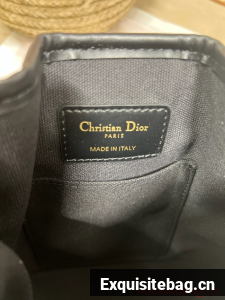 Christian Dior
PARIS
MADE IN ITALY
Exquisitebag.cn